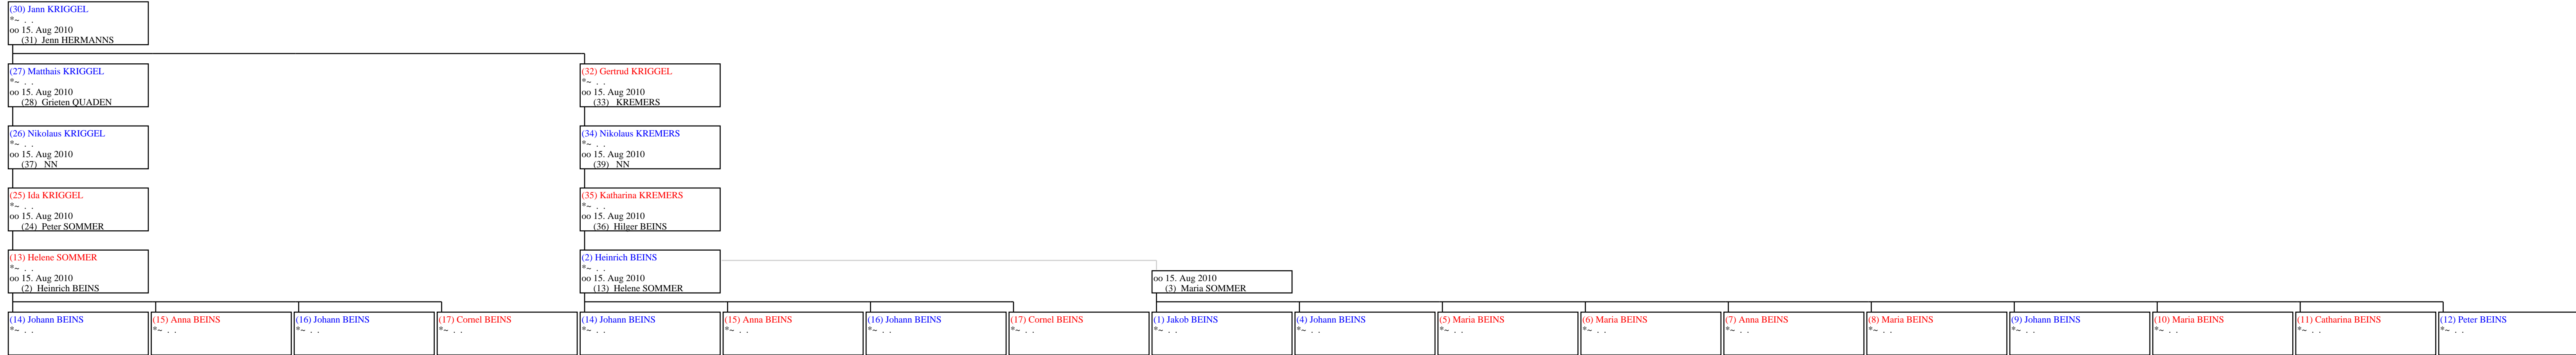 (30) Jann KRIGGEL
*~ . .
oo 15. Aug 2010
(31) Jenn HERMANNS
(27) Matthais KRIGGEL
*~ . .
oo 15. Aug 2010
(28) Grieten QUADEN
(32) Gertrud KRIGGEL
*~ . .
oo 15. Aug 2010
(33) KREMERS
(26) Nikolaus KRIGGEL
*~ . .
oo 15. Aug 2010
(37) NN
(34) Nikolaus KREMERS
*~ . .
oo 15. Aug 2010
(39) NN
(25) Ida KRIGGEL
*~ . .
oo 15. Aug 2010
(24) Peter SOMMER
(35) Katharina KREMERS
*~ . .
oo 15. Aug 2010
(36) Hilger BEINS
(13) Helene SOMMER
*~ . .
oo 15. Aug 2010
(2) Heinrich BEINS
(2) Heinrich BEINS
*~ . .
oo 15. Aug 2010
(13) Helene SOMMER
oo 15. Aug 2010
(3) Maria SOMMER
(14) Johann BEINS
*~ . .
(15) Anna BEINS
*~ . .
(16) Johann BEINS
*~ . .
(17) Cornel BEINS
*~ . .
(14) Johann BEINS
*~ . .
(15) Anna BEINS
*~ . .
(16) Johann BEINS
*~ . .
(17) Cornel BEINS
*~ . .
(1) Jakob BEINS
*~ . .
(4) Johann BEINS
*~ . .
(5) Maria BEINS
*~ . .
(6) Maria BEINS
*~ . .
(7) Anna BEINS
*~ . .
(8) Maria BEINS
*~ . .
(9) Johann BEINS
*~ . .
(10) Maria BEINS
*~ . .
(11) Catharina BEINS
*~ . .
(12) Peter BEINS
*~ . .